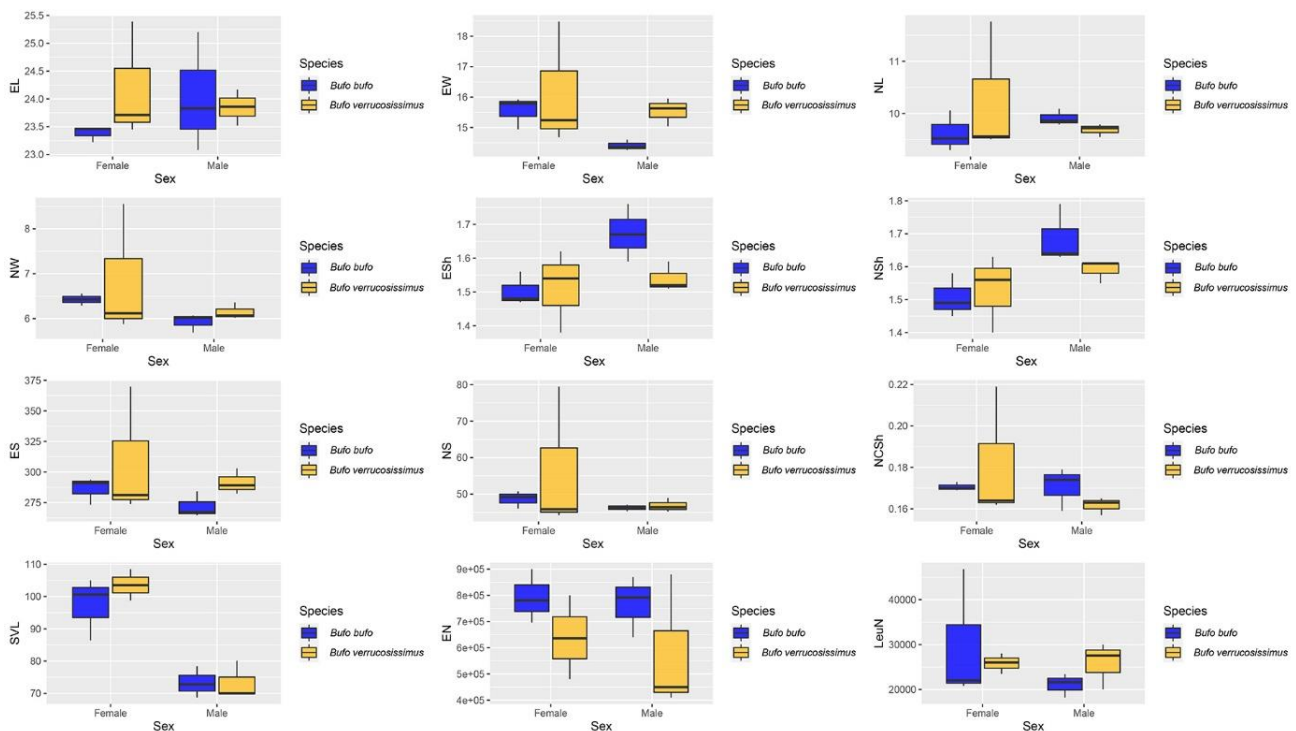 25.5
25.0
24.5
24.0
23.5
23.0
EL
Female
Male
Sex
Species
Bufo bufo
Bufo verrucosissimus
18
17
16
15
EW
Female
Male
Sex
Species
Bufo bufo
Bufo verrucosissimus
11
10
NL
Female
Male
Sex
Species
Bufo bufo
Bufo verrucosissimus
8
7
6
NW
Female
Male
Sex
Species
Bufo bufo
Bufo verrucosissimus
1.7
1.6
1.5
1.4
ESh
Female
Male
Sex
Species
Bufo bufo
Bufo verrucosissimus
1.8
1.7
1.6
1.5
1.4
NSh
Female
Male
Sex
Species
Bufo bufo
Bufo verrucosissimus
375
350
325
300
275
ES
Female
Male
Sex
Species
Bufo bufo
Bufo verrucosissimus
80
70
60
50
NS
Female
Male
Sex
Species
Bufo bufo
Bufo verrucosissimus
0.22
0.20
0.18
0.16
NCSh
Female
Male
Sex
Species
Bufo bufo
Bufo verrucosissimus
110
100
90
80
70
SVL
Female
Male
Sex
Species
Bufo bufo
Bufo verrucosissimus
9e+05
8e+05
7e+05
6e+05
5e+05
4e+05
EN
Female
Male
Sex
Species
Bufo bufo
Bufo verrucosissimus
40000
30000
20000
LeuN
Female
Male
Sex
Species
Bufo bufo
Bufo verrucosissimus